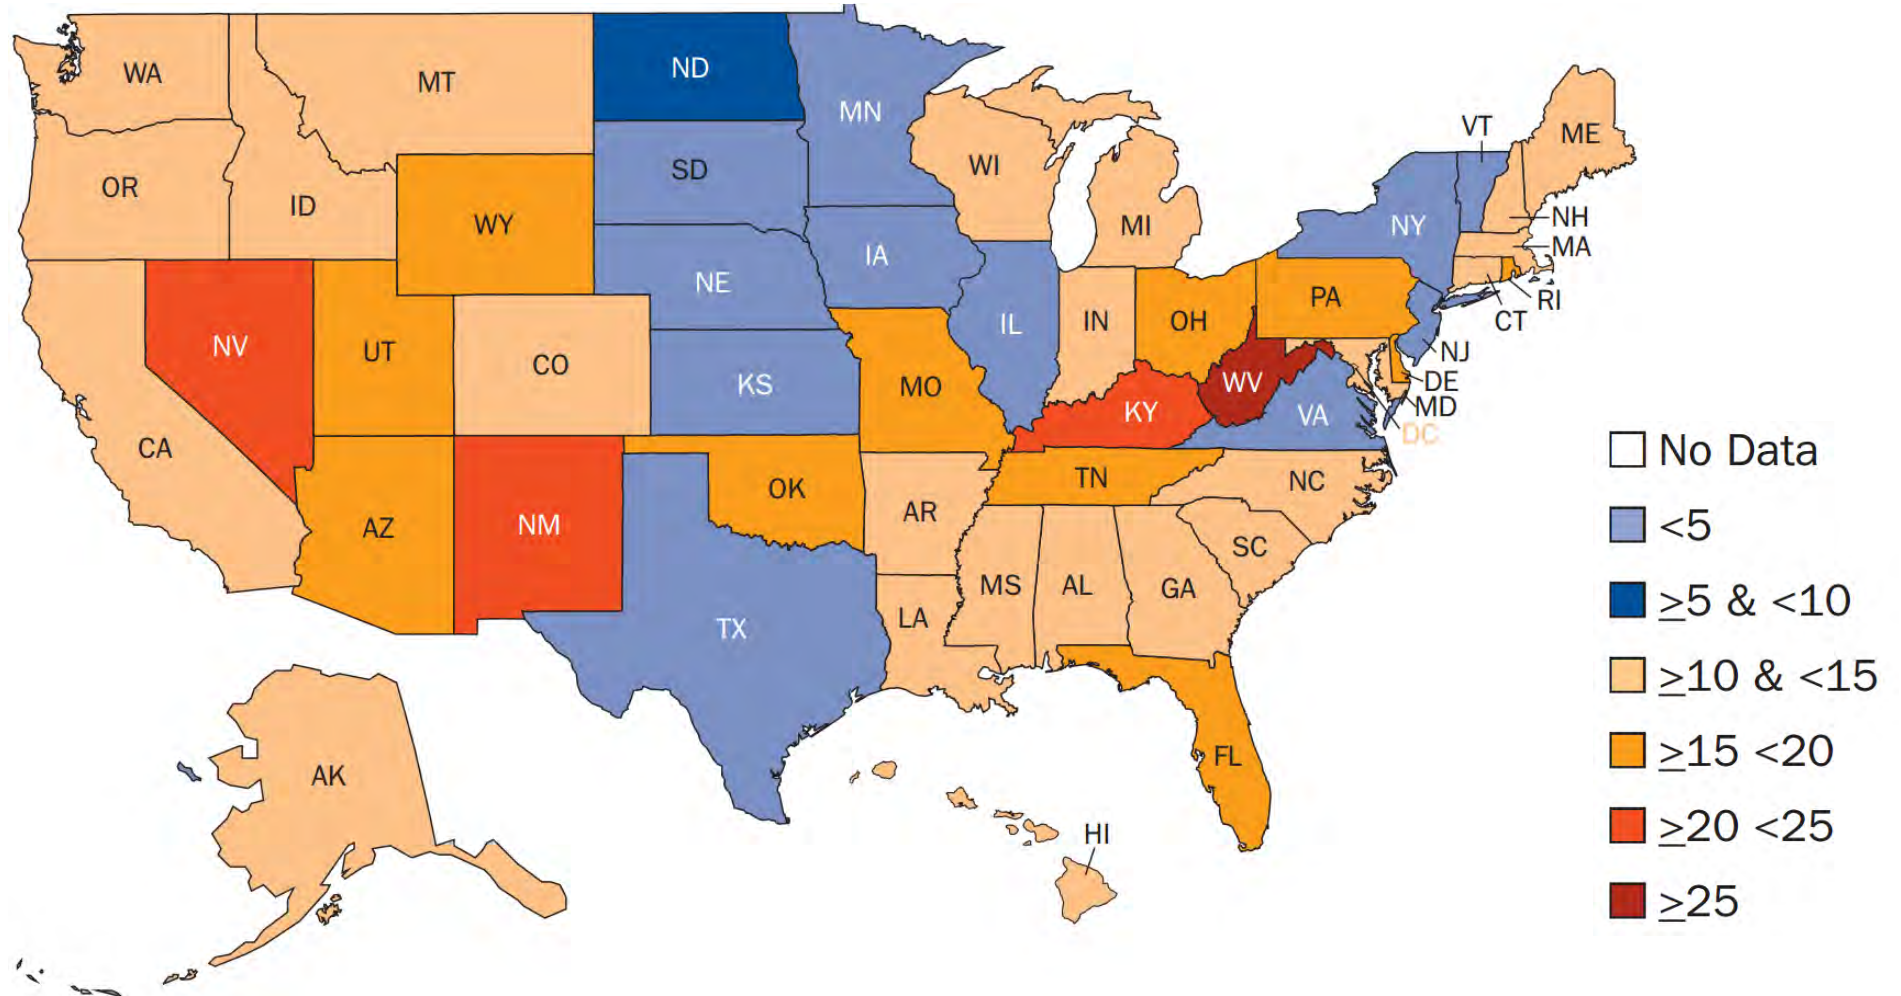 WA
MT
ND
MN
OR
ID
WY
SD
WI
MI
VT
ME
NH
MA
NY
RI
CT
NV
UT
CO
NE
IA
IL
IN
OH
PA
NJ
DE
MD
DC
CA
KS
MO
KY
WV
VA
AZ
NM
OK
AR
TN
NC
SC
MS
AL
GA
LA
TX
FL
AK
HI
No Data
<5
≥5 & <10
≥10 & <15
≥15 <20
≥20 <25
≥25